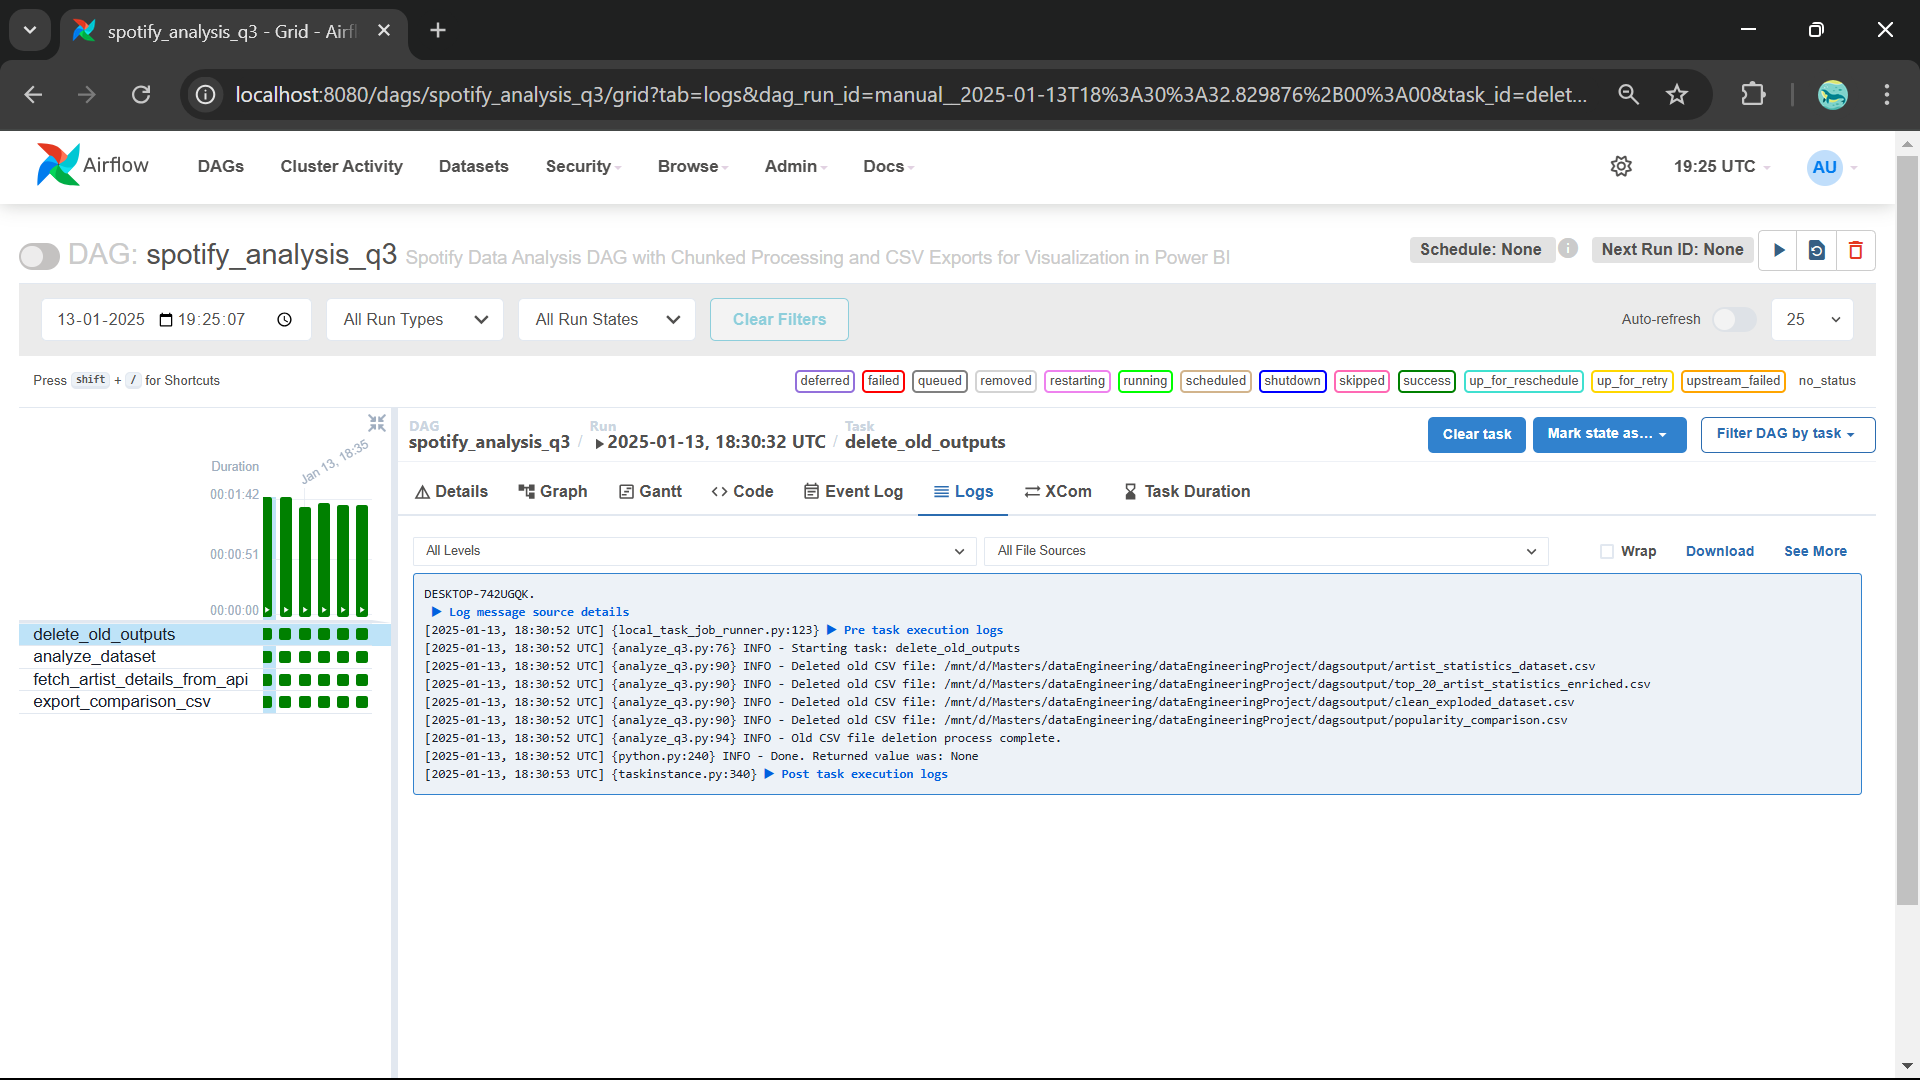 spotify_analysis_q3 - Grid - Airfl
localhost:8080/dags/spotify_analysis_q3/grid?tab=logs&dag_run_id=manual__2025-01-13T18%3A30%3A32.829876%2B00%3A00&task_id=delet...
Airflow DAGs Cluster Activity Datasets Security Browse Admin Docs 19:25 UTC AU
DAG: spotify_analysis_q3 Spotify Data Analysis DAG with Chunked Processing and CSV Exports for Visualization in Power BI Schedule: None i Next Run ID: None
13-01-2025 19:25:07 All Run Types All Run States Clear Filters Auto-refresh 25
Press shift + / for Shortcuts deferred failed queued removed restarting running scheduled shutdown skipped success up_for_reschedule up_for_retry upstream_failed no_status
DAG Run Task
spotify_analysis_q3 / 2025-01-13, 18:30:32 UTC / delete_old_outputs Clear task Mark state as... Filter DAG by task
Jan 13, 18:35
Duration
00:01:42
00:00:51
00:00:00
delete_old_outputs
analyze_dataset
fetch_artist_details_from_api
export_comparison_csv
Details Graph Gantt Code Event Log Logs XCom Task Duration
All Levels All File Sources Wrap Download See More
DESKTOP-742UGQK.
▶ Log message source details
[2025-01-13, 18:30:52 UTC] {local_task_job_runner.py:123} ▶ Pre task execution logs
[2025-01-13, 18:30:52 UTC] {analyze_q3.py:76} INFO - Starting task: delete_old_outputs
[2025-01-13, 18:30:52 UTC] {analyze_q3.py:90} INFO - Deleted old CSV file: /mnt/d/Masters/dataEngineering/dataEngineeringProject/dagsoutput/artist_statistics_dataset.csv
[2025-01-13, 18:30:52 UTC] {analyze_q3.py:90} INFO - Deleted old CSV file: /mnt/d/Masters/dataEngineering/dataEngineeringProject/dagsoutput/top_20_artist_statistics_enriched.csv
[2025-01-13, 18:30:52 UTC] {analyze_q3.py:90} INFO - Deleted old CSV file: /mnt/d/Masters/dataEngineering/dataEngineeringProject/dagsoutput/clean_exploded_dataset.csv
[2025-01-13, 18:30:52 UTC] {analyze_q3.py:90} INFO - Deleted old CSV file: /mnt/d/Masters/dataEngineering/dataEngineeringProject/dagsoutput/popularity_comparison.csv
[2025-01-13, 18:30:52 UTC] {analyze_q3.py:94} INFO - Old CSV file deletion process complete.
[2025-01-13, 18:30:52 UTC] {python.py:240} INFO - Done. Returned value was: None
[2025-01-13, 18:30:53 UTC] {taskinstance.py:340} ▶ Post task execution logs